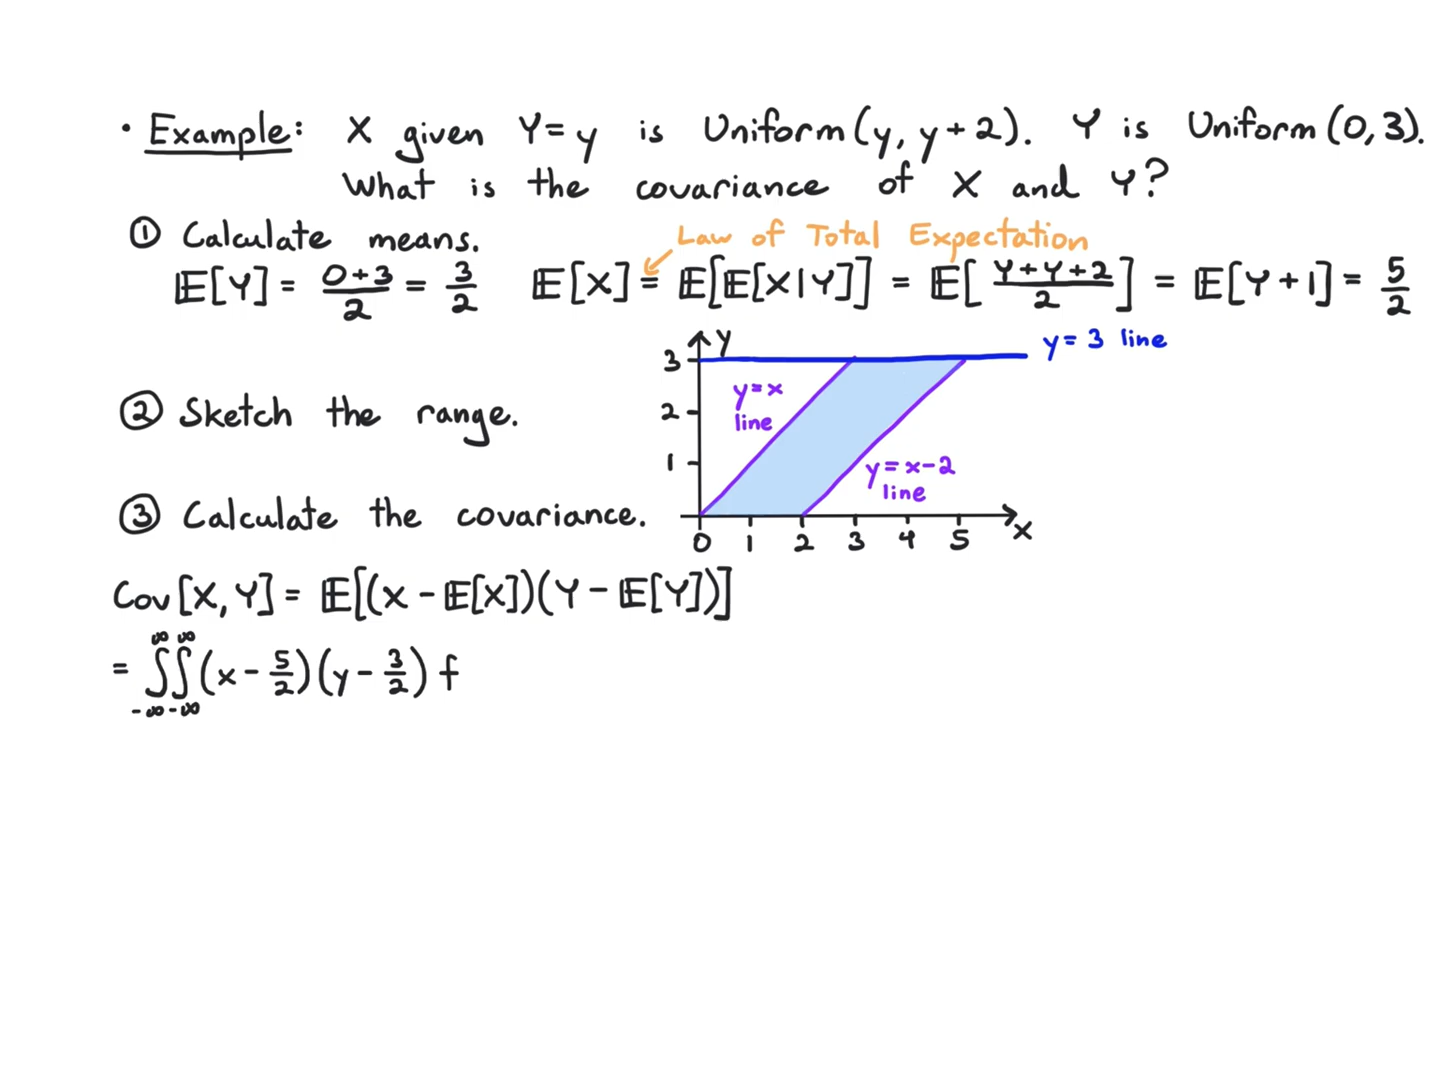 • Example: X given Y=y is Uniform(y, y+2). Y is Uniform(0,3).
What is the covariance of X and Y?
① Calculate means.
Law of Total Expectation
𝔼[Y] = (0+3)/2 = 3/2   𝔼[X] = 𝔼[𝔼[X|Y]] = 𝔼[(Y+Y+2)/2] = 𝔼[Y+1] = 5/2
② Sketch the range.
y
y=3 line
3
y=x
line
2
1
y=x-2
line
0 1 2 3 4 5 x
③ Calculate the covariance.
Cov[X,Y] = 𝔼[(X-𝔼[X])(Y-𝔼[Y])]
= ∫_{-∞}^{∞}∫_{-∞}^{∞}(x-5/2)(y-3/2) f